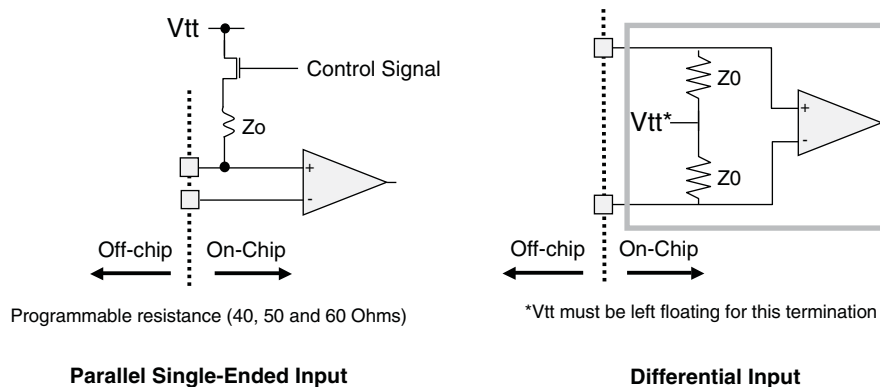 Vtt
Control Signal
Zo
+
-
Off-chip
On-Chip
Programmable resistance (40, 50 and 60 Ohms)
Parallel Single-Ended Input
Z0
Vtt*
+
-
Z0
Off-chip
On-Chip
*Vtt must be left floating for this termination
Differential Input